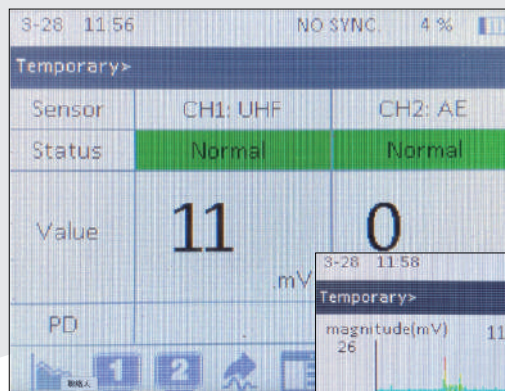 3-28 11:56 NO SYNC. 4 %
Temporary>
Sensor CH1: UHF CH2: AE
Status Normal Normal
Value 11 0
mV
PD
1 2
3-28 11:58
Temporary>
magnitude(mV) 11
26